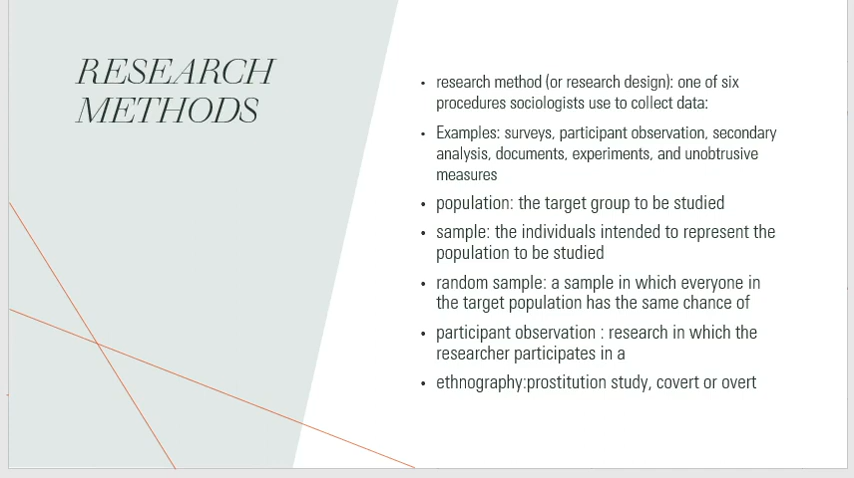 RESEARCH
METHODS
• research method (or research design): one of six
procedures sociologists use to collect data:
• Examples: surveys, participant observation, secondary
analysis, documents, experiments, and unobtrusive
measures
• population: the target group to be studied
• sample: the individuals intended to represent the
population to be studied
• random sample: a sample in which everyone in
the target population has the same chance of
• participant observation : research in which the
researcher participates in a
• ethnography:prostitution study, covert or overt